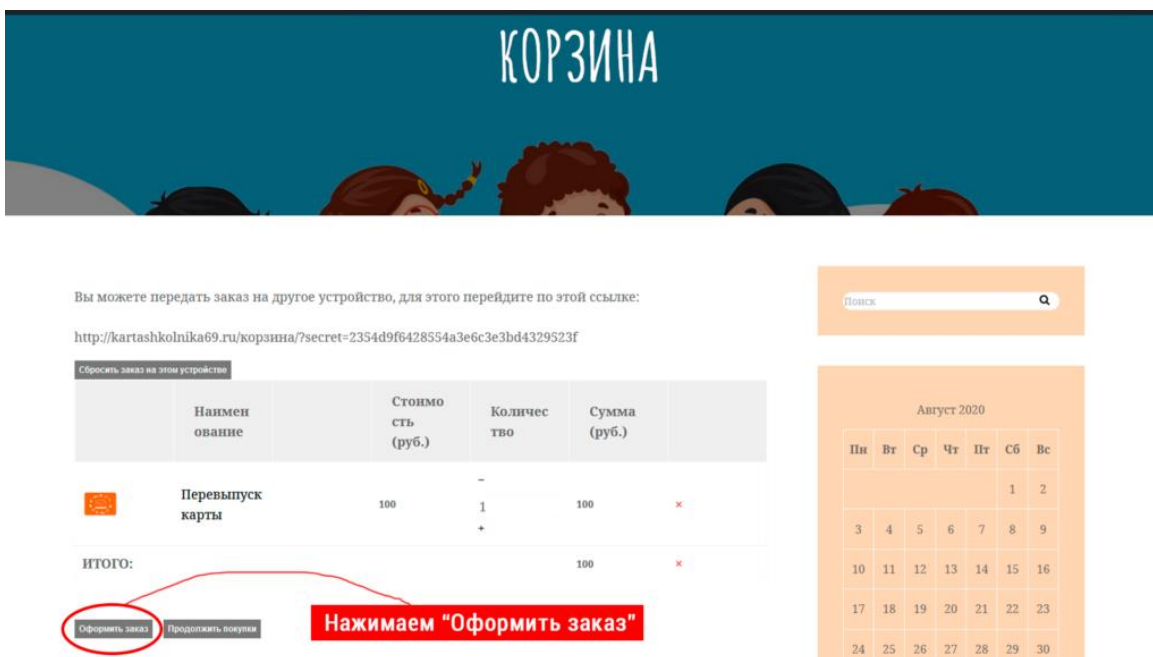 КОРЗИНА
Вы можете передать заказ на другое устройство, для этого перейдите по этой ссылке:
http://kartashkolnika69.ru/корзина/?secret=2354d9f6428554a3e6c3e3bd4329523f
Сбросить заказ на этом устройстве
Наимен
ование
Стоимо
сть
(руб.)
Количес
тво
Сумма
(руб.)
Перевыпуск
карты
100
−
1
+
100
×
ИТОГО:
100
×
Оформить заказ
Продолжить покупки
Нажимаем “Оформить заказ”
Поиск
Август 2020
Пн Вт Ср Чт Пт Сб Вс
1 2
3 4 5 6 7 8 9
10 11 12 13 14 15 16
17 18 19 20 21 22 23
24 25 26 27 28 29 30